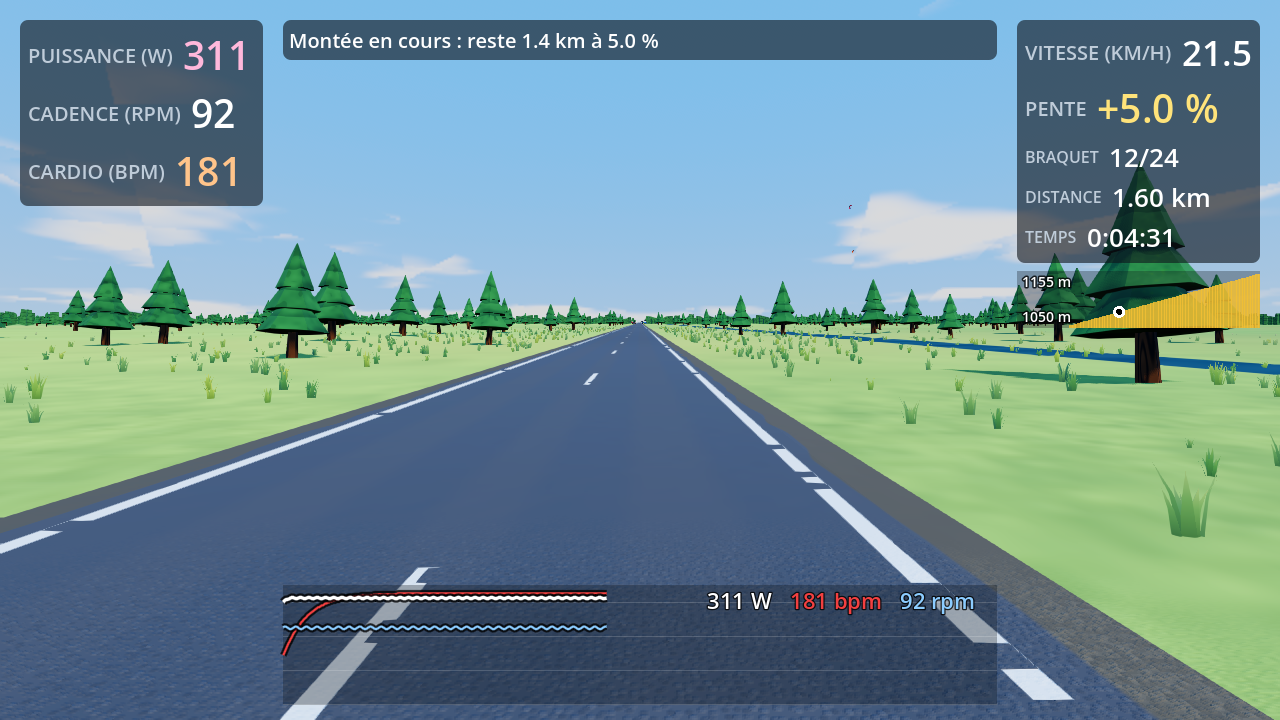 PUISSANCE (W) 311
CADENCE (RPM) 92
CARDIO (BPM) 181
Montée en cours : reste 1.4 km à 5.0 %
VITESSE (KM/H) 21.5
PENTE +5.0 %
BRAQUET 12/24
DISTANCE 1.60 km
TEMPS 0:04:31
1155 m
1050 m
311 W 181 bpm 92 rpm